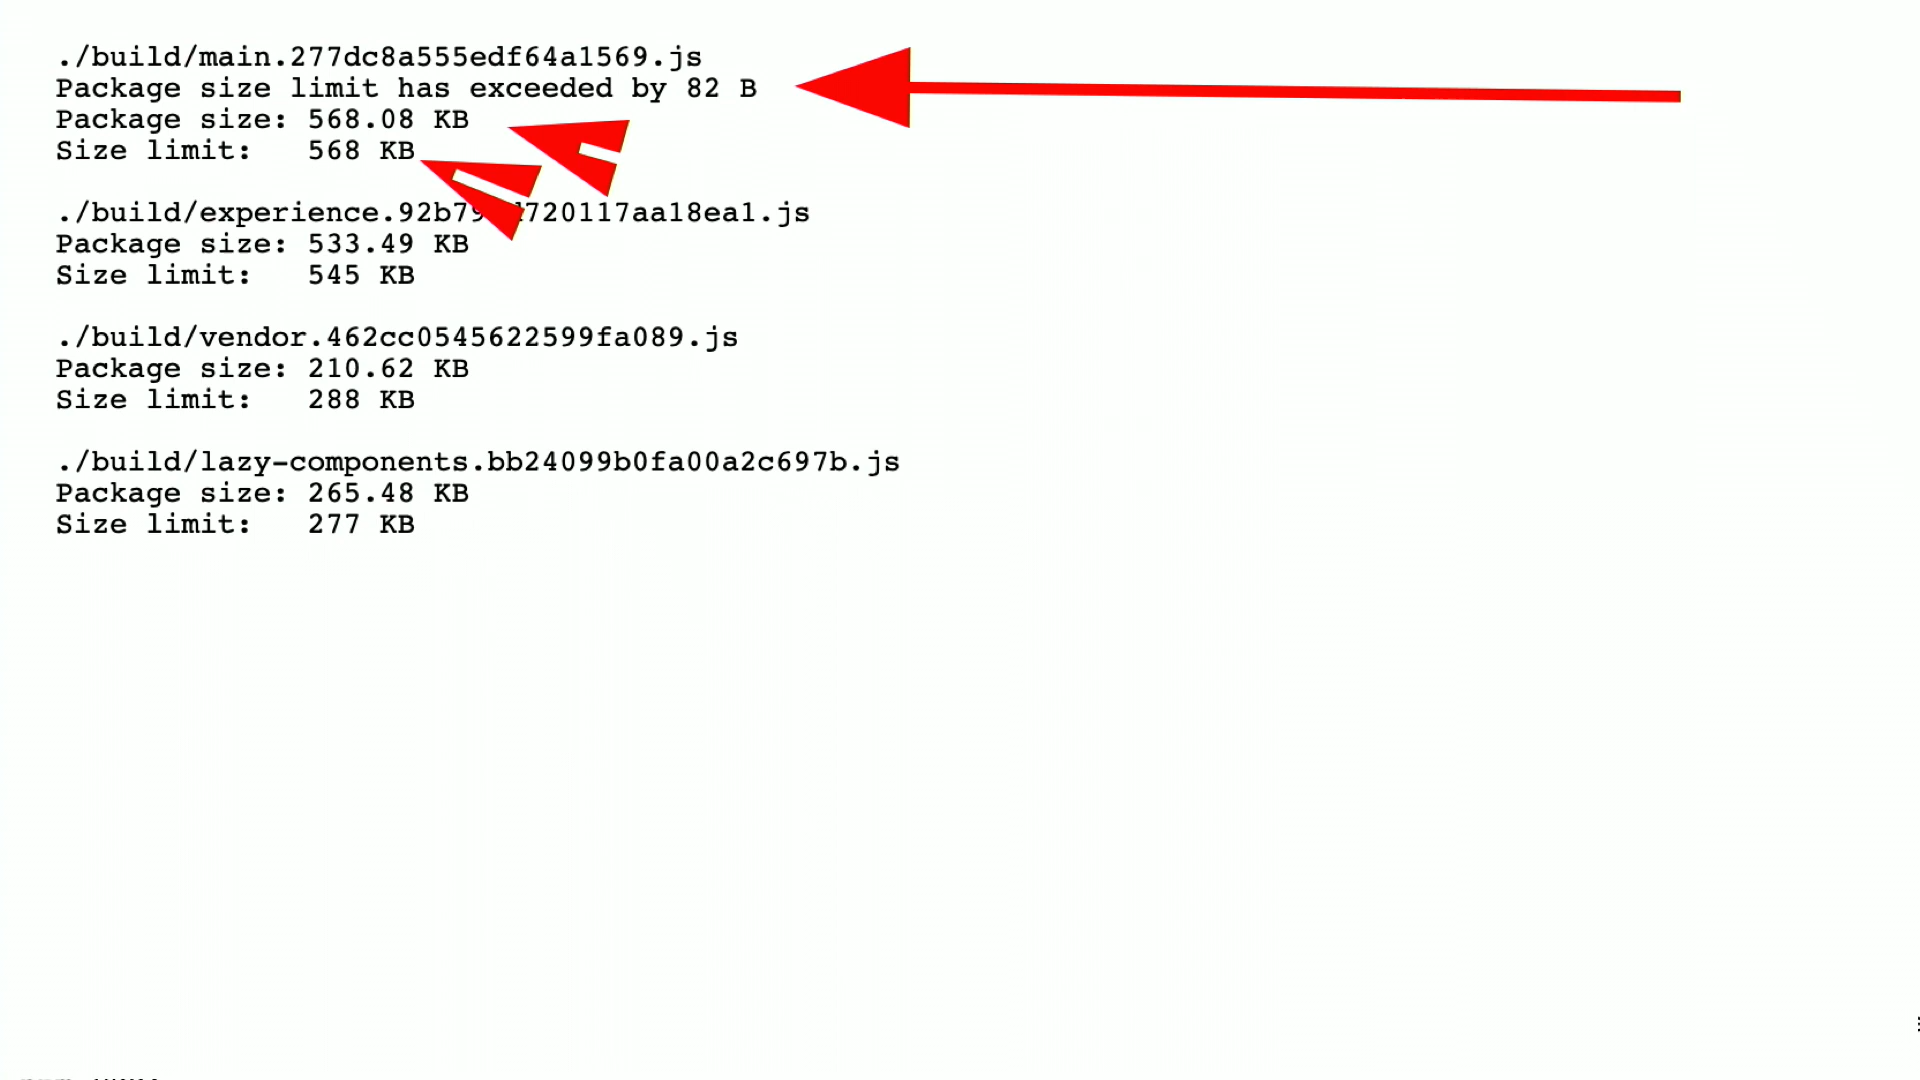 ./build/main.277dc8a555edf64a1569.js
Package size limit has exceeded by 82 B
Package size: 568.08 KB
Size limit: 568 KB
./build/experience.92b79 720117aa18ea1.js
Package size: 533.49 KB
Size limit: 545 KB
./build/vendor.462cc0545622599fa089.js
Package size: 210.62 KB
Size limit: 288 KB
./build/lazy-components.bb24099b0fa00a2c697b.js
Package size: 265.48 KB
Size limit: 277 KB